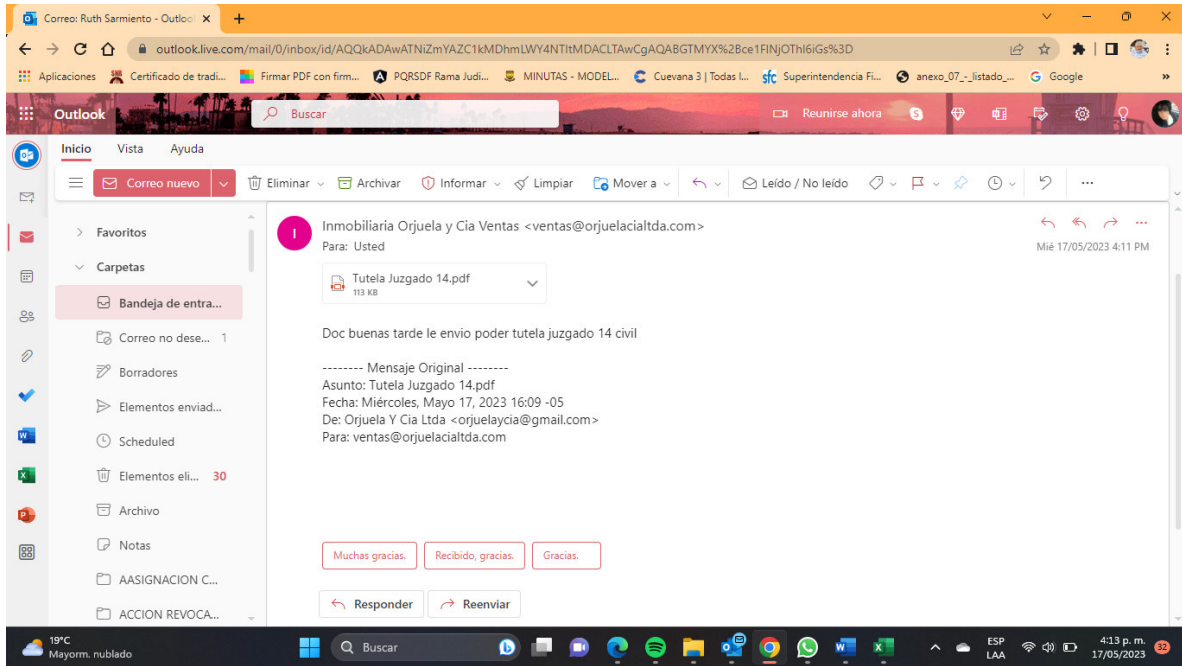 Correo: Ruth Sarmiento - Outloo
outlook.live.com/mail/0/inbox/id/AQQkADAwATNiZmYAZC1kMDhmLWY4NTItMDACLTAwCgAQABGTMYX%2Bce1FINjOThI6iGs%3D
Aplicaciones Certificado de tradi... Firmar PDF con firm... PQRSDF Rama Judi... MINUTAS - MODEL... Cuevana 3 | Todas l... sfc Superintendencia Fi... anexo_07_-_listado_... Google »
Outlook Buscar Reunirse ahora
Inicio Vista Ayuda
Correo nuevo Eliminar Archivar Informar Limpiar Mover a Leído / No leído
Favoritos
Carpetas
Bandeja de entra...
Correo no dese... 1
Borradores
Elementos enviad...
Scheduled
Elementos eli... 30
Archivo
Notas
AASIGNACION C...
ACCION REVOCA...
I
Inmobiliaria Orjuela y Cia Ventas <ventas@orjuelacialtda.com>
Para: Usted
Mié 17/05/2023 4:11 PM
Tutela Juzgado 14.pdf
113 KB
Doc buenas tarde le envio poder tutela juzgado 14 civil
-------- Mensaje Original --------
Asunto: Tutela Juzgado 14.pdf
Fecha: Miércoles, Mayo 17, 2023 16:09 -05
De: Orjuela Y Cia Ltda <orjuelaycia@gmail.com>
Para: ventas@orjuelacialtda.com
Muchas gracias. Recibido, gracias. Gracias.
Responder Reenviar
19°C
Mayorm. nublado
Buscar
ESP
LAA
4:13 p. m.
17/05/2023
32